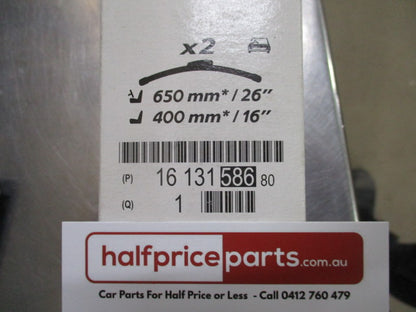 x2
650 mm* / 26"
400 mm* / 16"
(P) 16 131 586 80
(Q) 1
halfpriceparts.com.au
Car Parts For Half Price or Less - Call 0412 760 479